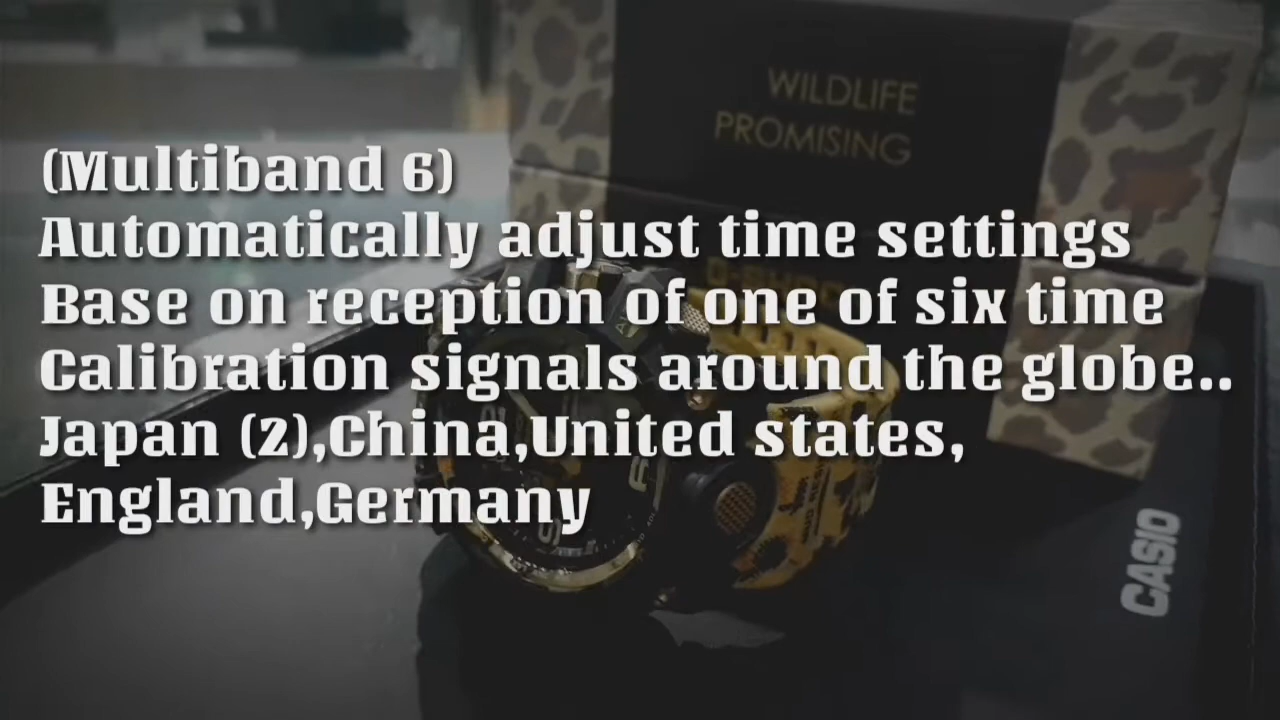 WILDLIFE
PROMISING
(Multiband 6)
Automatically adjust time settings
Base on reception of one of six time
Calibration signals around the globe..
Japan (2),China,United states,
England,Germany
CASIO